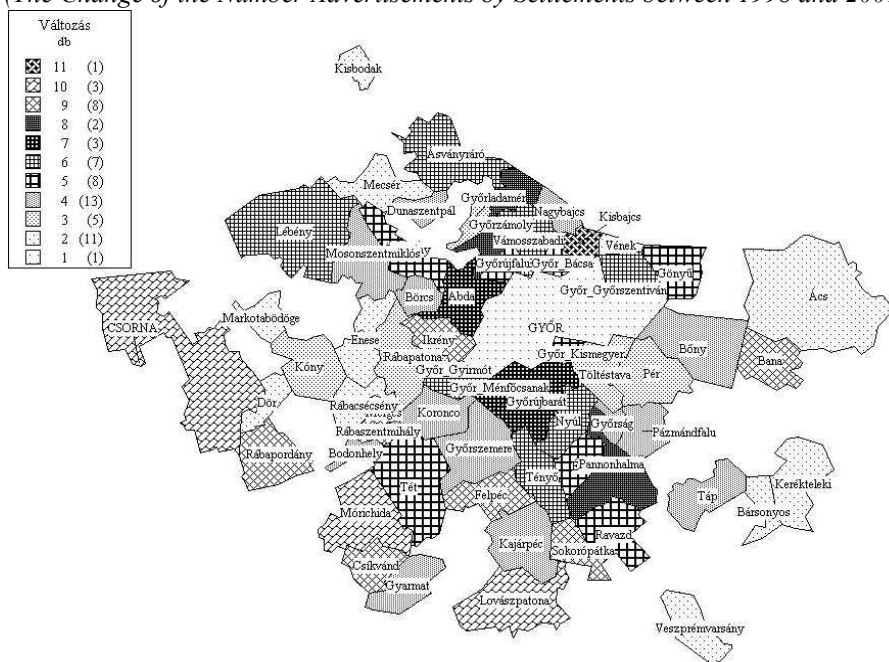 (The Change of the Number Advertisements by Settlements between 1998 and 200
Változás
db
11 (1)
10 (3)
9 (8)
8 (2)
7 (3)
6 (7)
5 (8)
4 (13)
3 (5)
2 (11)
1 (1)
Kisbodak
Ásványráró
Mecsér
Győrladamér
Dunaszentpál
Nagybajcs
Kisbajcs
Győrzámoly
Lébény
Vámosszabadi
Vének
Mosonszentmiklós
Győrújfalu
Győr_Bácsa
Gönyű
Győr_Győrszentiván
Ács
Börcs
Abda
CSORNA
Markotabödöge
GYŐR
Enese
Ikrény
Rábapatona
Győr_Kismegyer
Bőny
Bana
Kóny
Győr_Gyirmót
Töltéstava
Pér
Győr_Ménfőcsanak
Dör
Rábacsécsény
Koroncó
Győrújbarát
Mérges
Nyúl
Győrság
Rábaszentmihály
Pázmándfalu
Bodonhely
Győrszemere
Rábapordány
Tényő
Pannonhalma
Tét
Felpéc
Táp
Kerékteleki
Bársonyos
Mórichida
Ravazd
Kajárpéc
Sokorópátka
Csikvánd
Gyarmat
Lovászpatona
Veszprémvarsány